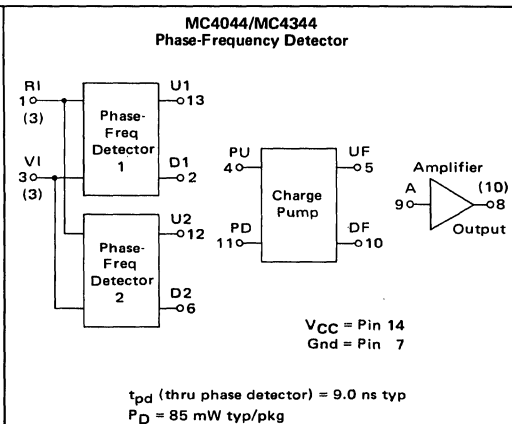 MC4044/MC4344
Phase-Frequency Detector
RI
1
(3)
VI
3
(3)
Phase-
Freq
Detector
1
U1
13
D1
2
Phase-
Freq
Detector
2
U2
12
D2
6
PU
4
PD
11
Charge
Pump
UF
5
DF
10
Amplifier
A
9
(10)
8
Output
VCC = Pin 14
Gnd = Pin 7
tpd (thru phase detector) = 9.0 ns typ
PD = 85 mW typ/pkg